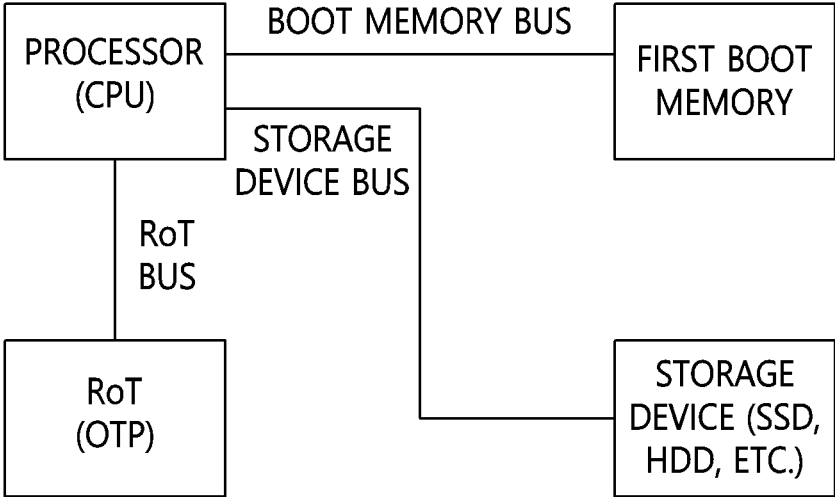 PROCESSOR
(CPU)
BOOT MEMORY BUS
FIRST BOOT
MEMORY
STORAGE
DEVICE BUS
RoT
BUS
RoT
(OTP)
STORAGE
DEVICE (SSD,
HDD, ETC.)